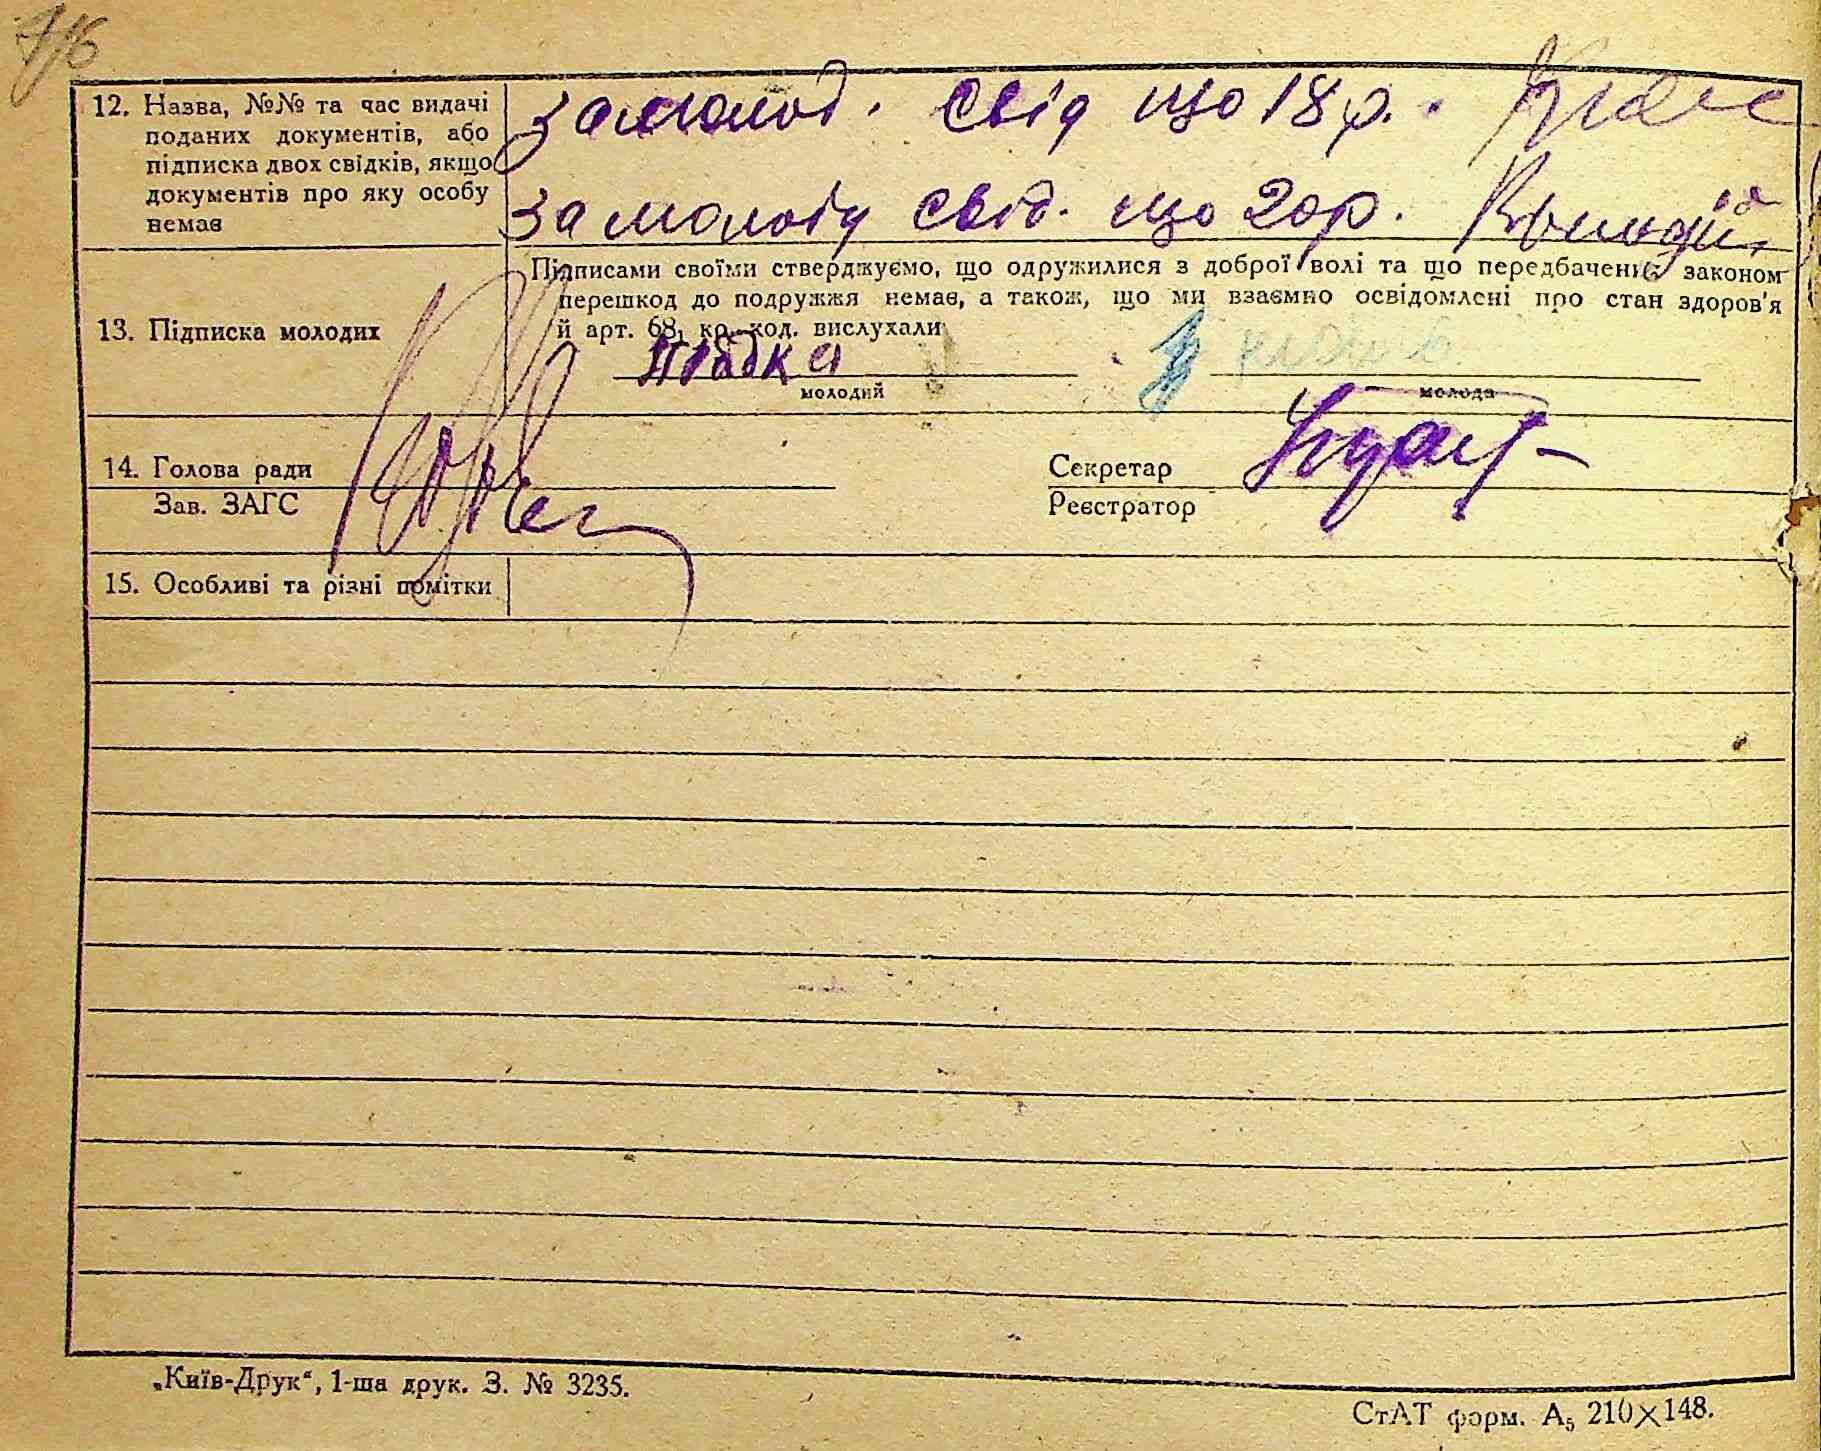 7/6
12. Назва, №№ та час видачі
поданих документів, або
підписка двох свідків, якщо
документів про яку особу
немає
за молод. свід що 18 р.
за молоду свід. що 20 р.
Підписами своїми стверджуємо, що одружилися з доброї волі та що передбачених законом
перешкод до подружжя немає, а також, що ми взаємно освідомлені про стан здоров'я
й арт. 68, кр. код. вислухали
13. Підписка молодих
молодий
молода
14. Голова ради
Секретар
Зав. ЗАГС
Реєстратор
15. Особливі та різні помітки
„Київ-Друк“, 1-ша друк. З. № 3235.
СтАТ форм. А₅ 210×148.